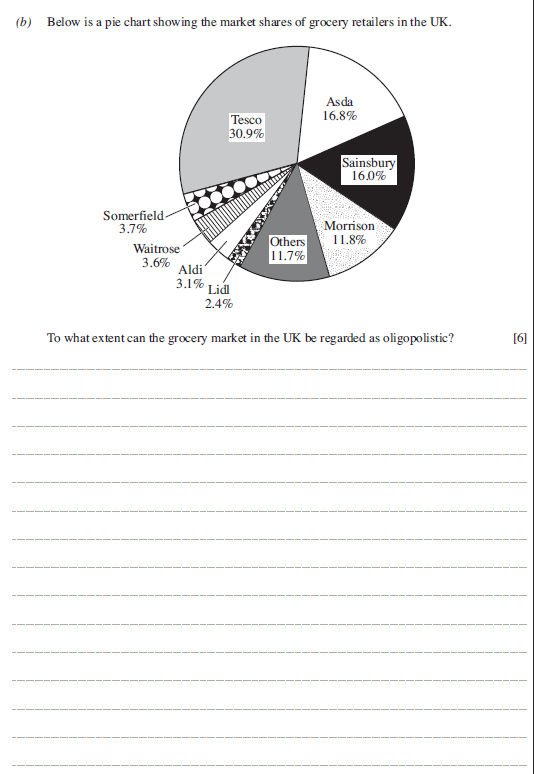 (b) Below is a pie chart showing the market shares of grocery retailers in the UK.
Asda
16.8%
Tesco
30.9%
Sainsbury
16.0%
Somerfield
3.7%
Morrison
11.8%
Waitrose
3.6%
Others
11.7%
Aldi
3.1%
Lidl
2.4%
To what extent can the grocery market in the UK be regarded as oligopolistic? [6]